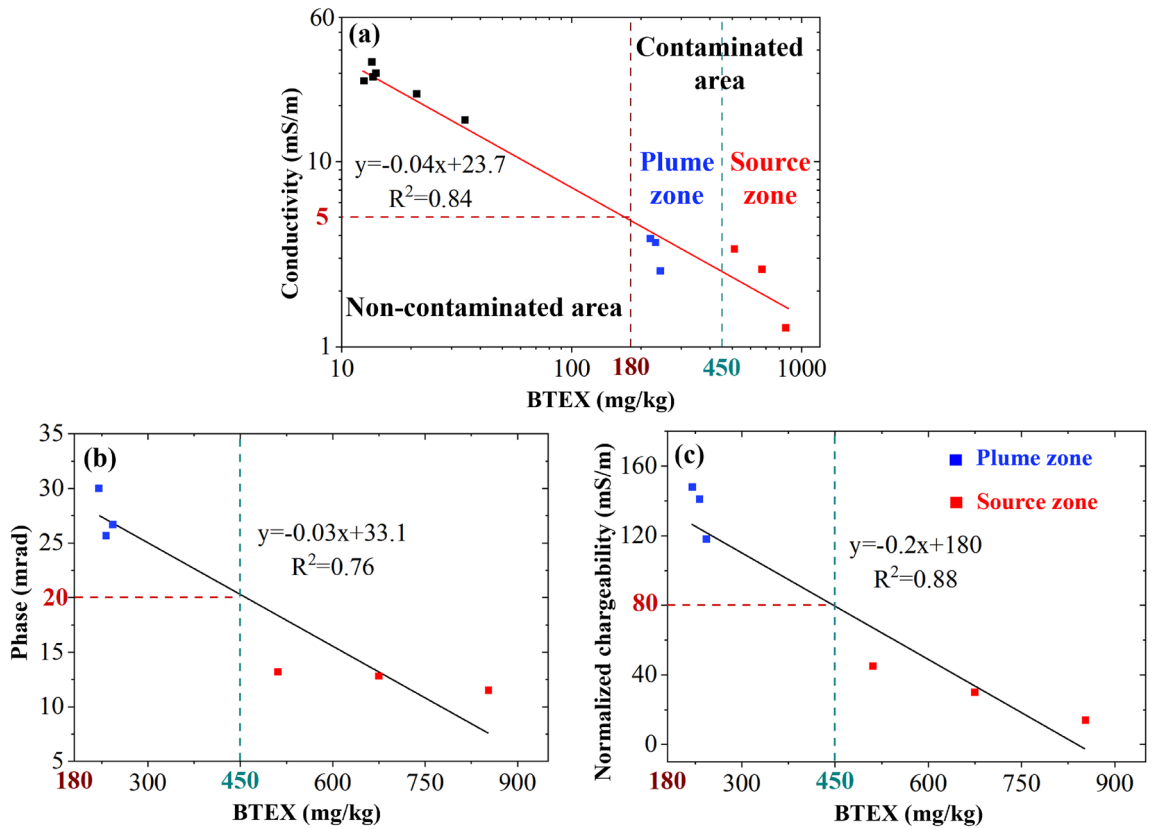 (a)
Contaminated
area
60
10
5
1
Conductivity (mS/m)
y=-0.04x+23.7
R²=0.84
Plume
zone
Source
zone
Non-contaminated area
10
100
180
450
1000
BTEX (mg/kg)
(b)
35
30
25
20
15
10
5
Phase (mrad)
y=-0.03x+33.1
R²=0.76
180
300
450
600
750
900
BTEX (mg/kg)
(c)
160
120
80
40
0
Normalized chargeability (mS/m)
Plume zone
Source zone
y=-0.2x+180
R²=0.88
180
300
450
600
750
900
BTEX (mg/kg)